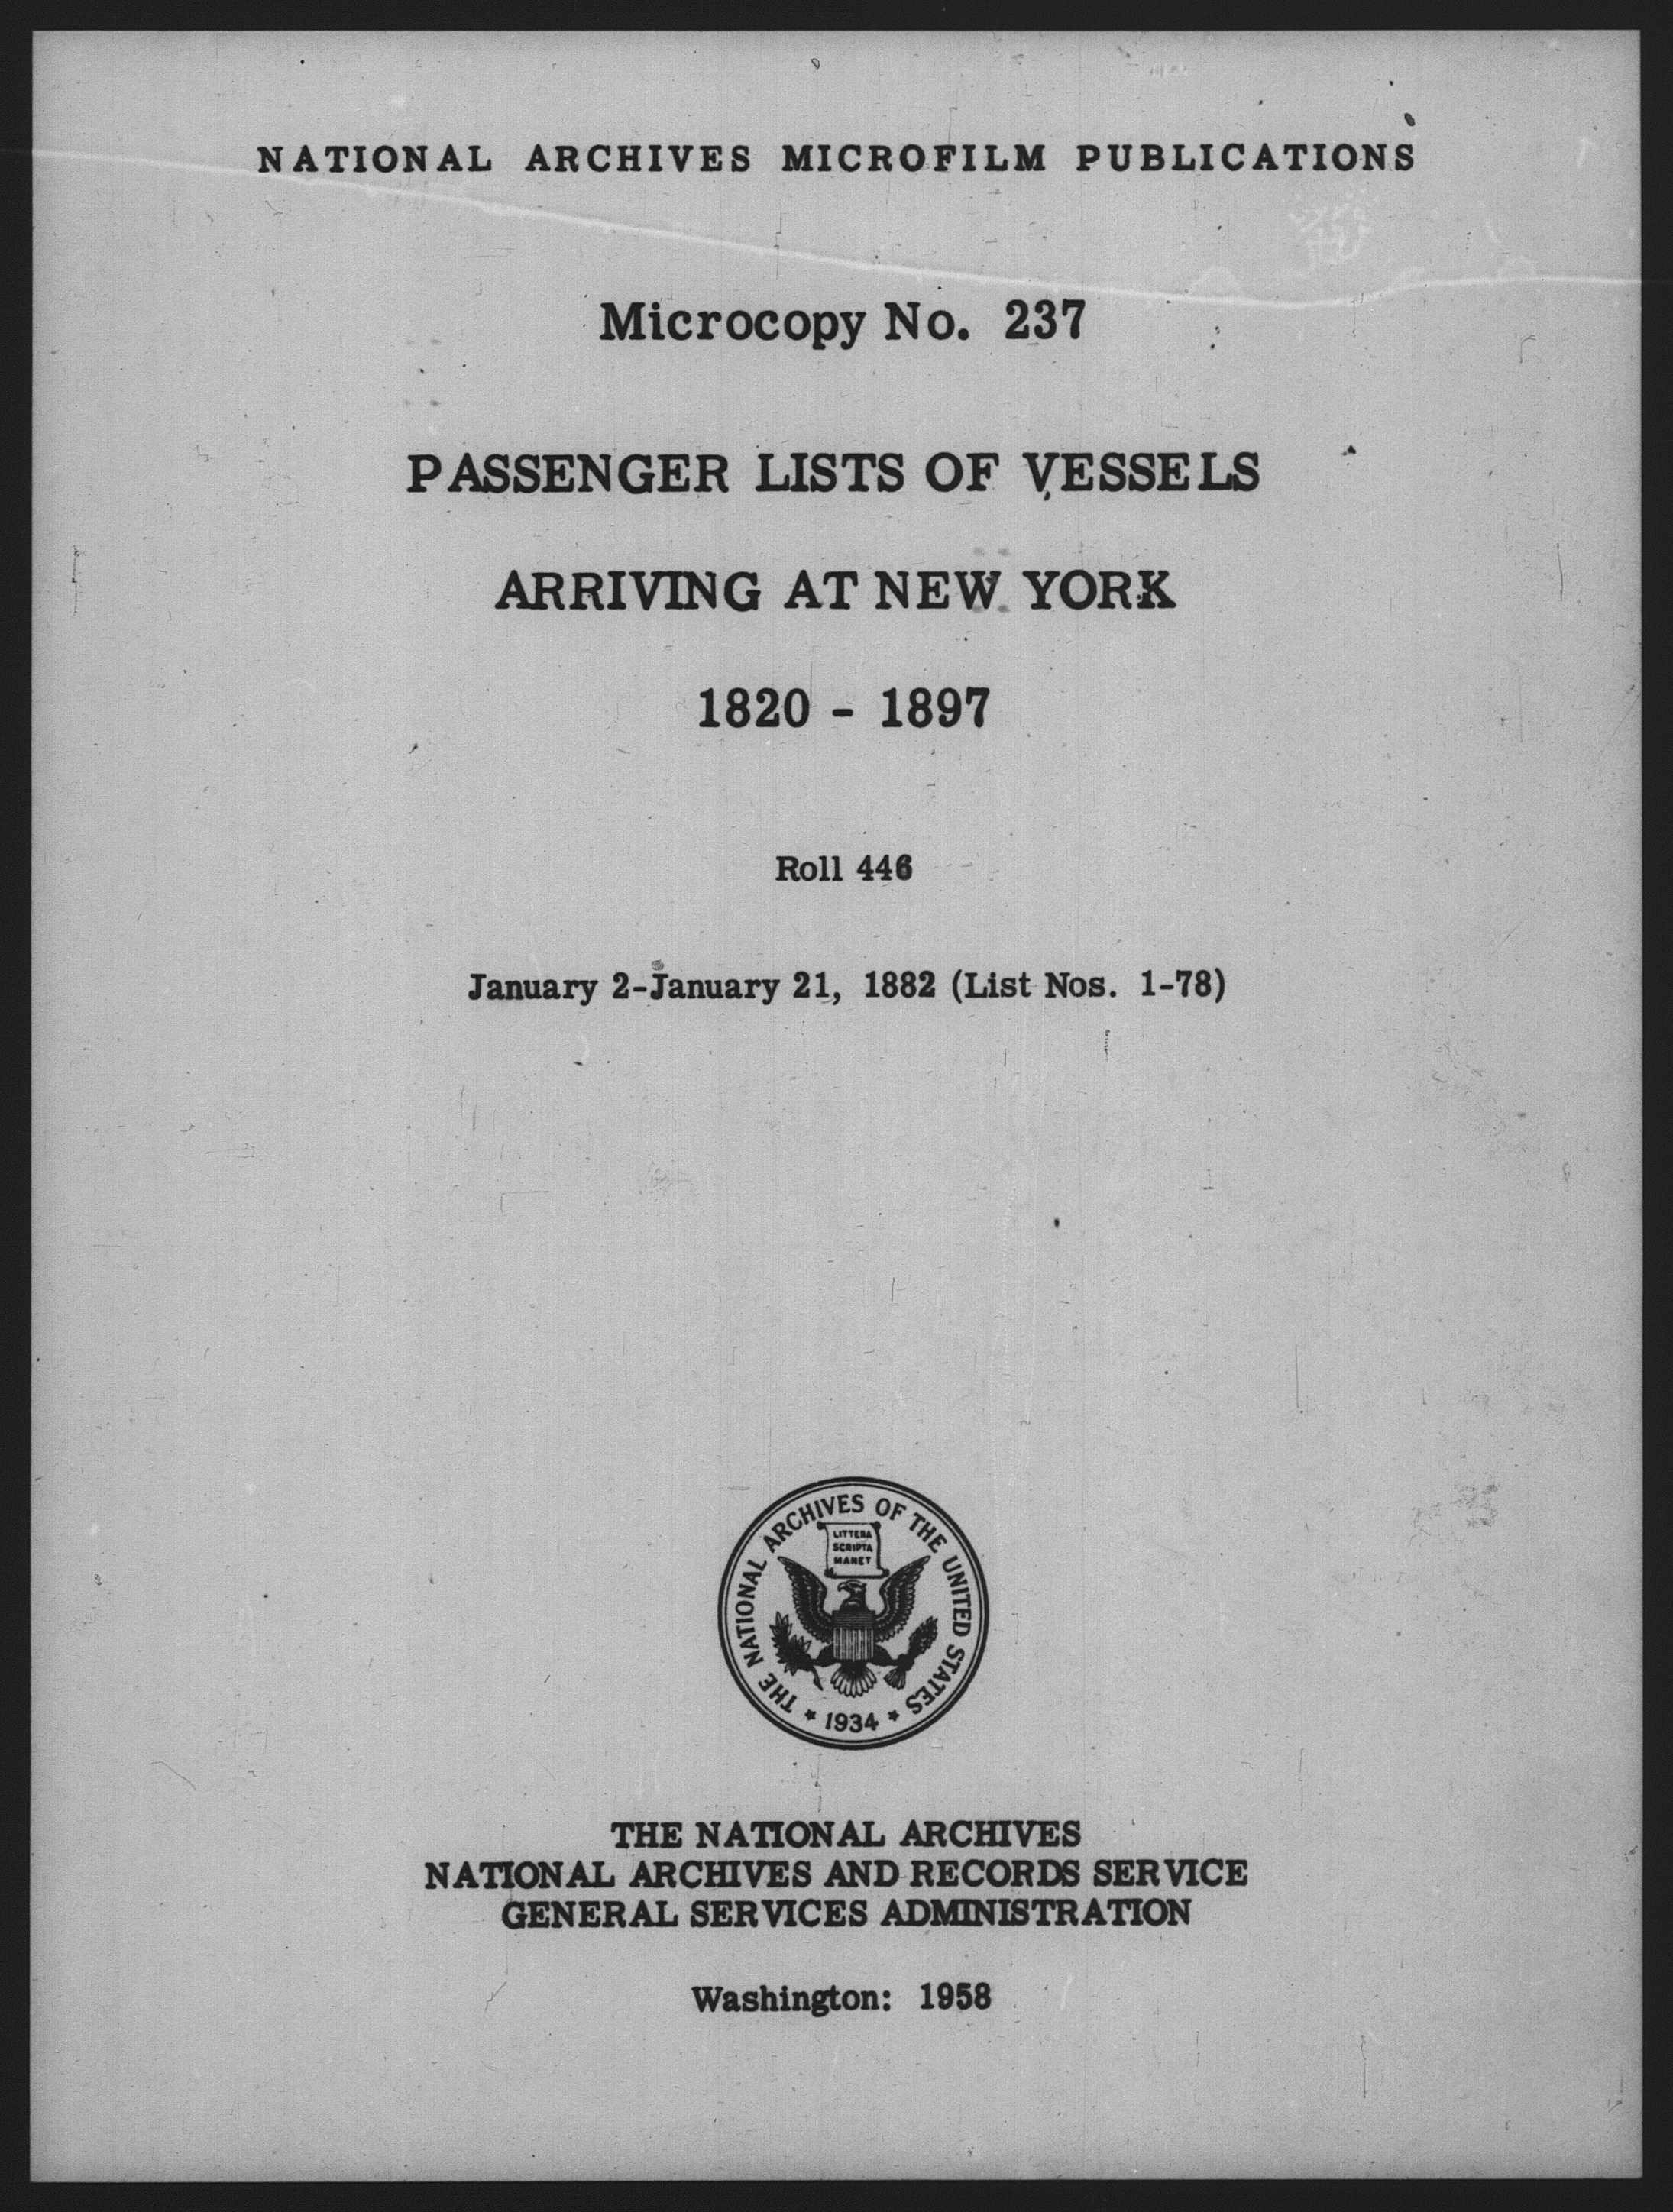 NATIONAL ARCHIVES MICROFILM PUBLICATIONS
Microcopy No. 237
PASSENGER LISTS OF VESSELS
ARRIVING AT NEW YORK
1820 - 1897
Roll 446
January 2-January 21, 1882 (List Nos. 1-78)
THE NATIONAL ARCHIVES OF THE UNITED STATES
LITTERA
SCRIPTA
MANET
* 1934 *
THE NATIONAL ARCHIVES
NATIONAL ARCHIVES AND RECORDS SERVICE
GENERAL SERVICES ADMINISTRATION
Washington: 1958